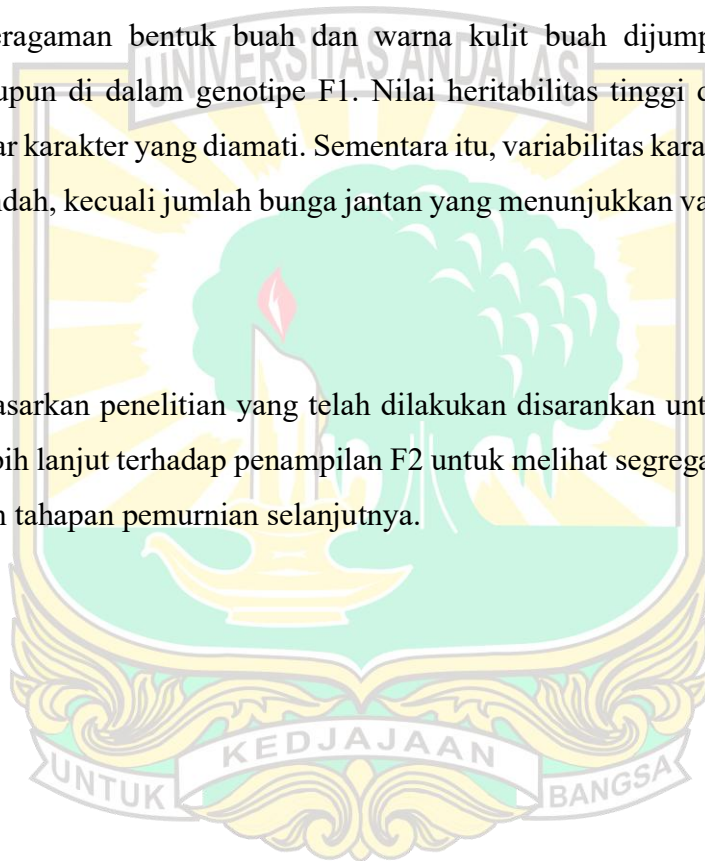 eragaman bentuk buah dan warna kulit buah dijump
upun di dalam genotipe F1. Nilai heritabilitas tinggi d
ar karakter yang diamati. Sementara itu, variabilitas kara
ndah, kecuali jumlah bunga jantan yang menunjukkan va
asarkan penelitian yang telah dilakukan disarankan unt
bih lanjut terhadap penampilan F2 untuk melihat segrega
n tahapan pemurnian selanjutnya.
UNIVERSITAS ANDALAS
UNTUK KEDJAJAAN BANGSA